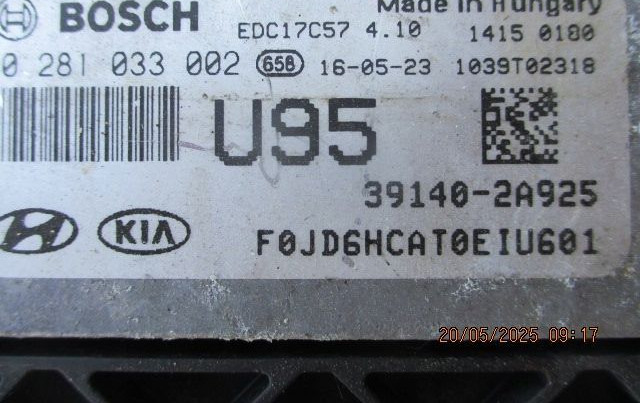 BOSCH EDC17C57 4.10 Made in Hungary
1415 0180
0 281 033 002 658 16-05-23 1039T02318
U95
39140-2A925
KIA F0JD6HCAT0EIU601
20/05/2025 09:17